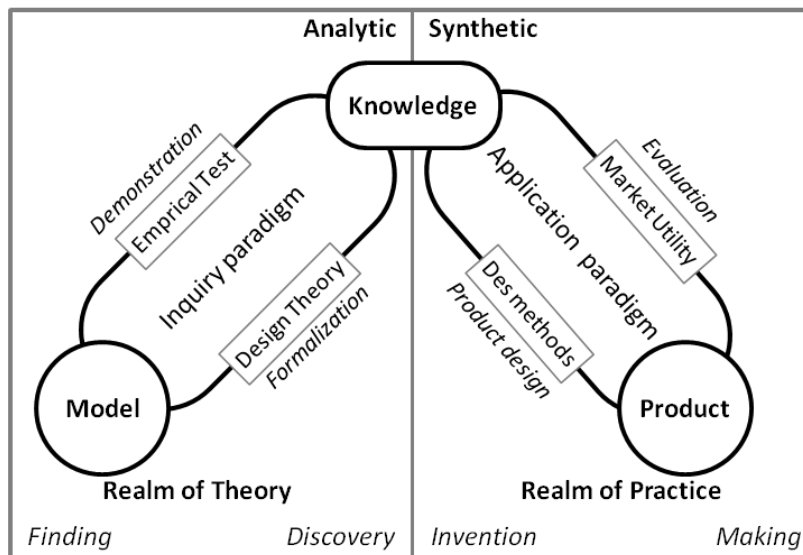 Analytic
Synthetic
Knowledge
Demonstration
Emprical Test
Inquiry paradigm
Design Theory
Formalization
Evaluation
Market Utility
Application paradigm
Des methods
Product design
Model
Product
Realm of Theory
Realm of Practice
Finding
Discovery
Invention
Making